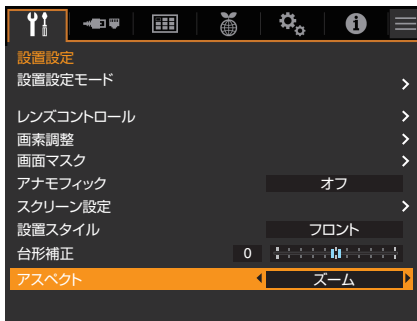 設置設定
設置設定モード
レンズコントロール
画素調整
画面マスク
アナモフィック オフ
スクリーン設定
設置スタイル フロント
台形補正 0
アスペクト ズーム